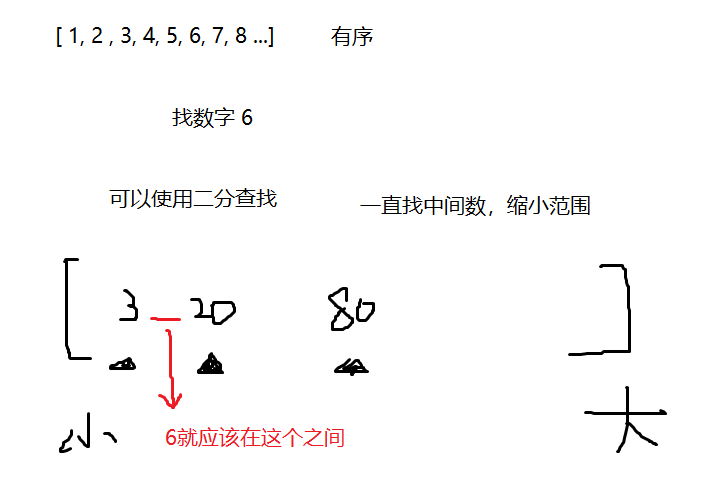 [ 1, 2 , 3, 4, 5, 6, 7, 8 ...] 有序
找数字 6
可以使用二分查找 一直找中间数，缩小范围
[ 3 20 80 ]
小 大
6就应该在这个之间